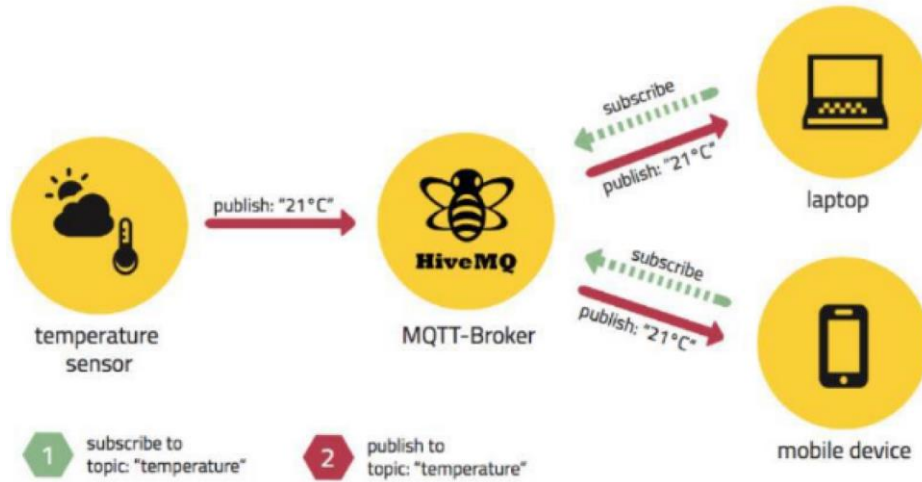 subscribe
publish: "21°C"
laptop
publish: "21°C"
HiveMQ
MQTT-Broker
temperature
sensor
subscribe
publish: "21°C"
mobile device
1
subscribe to
topic: "temperature"
2
publish to
topic: "temperature"